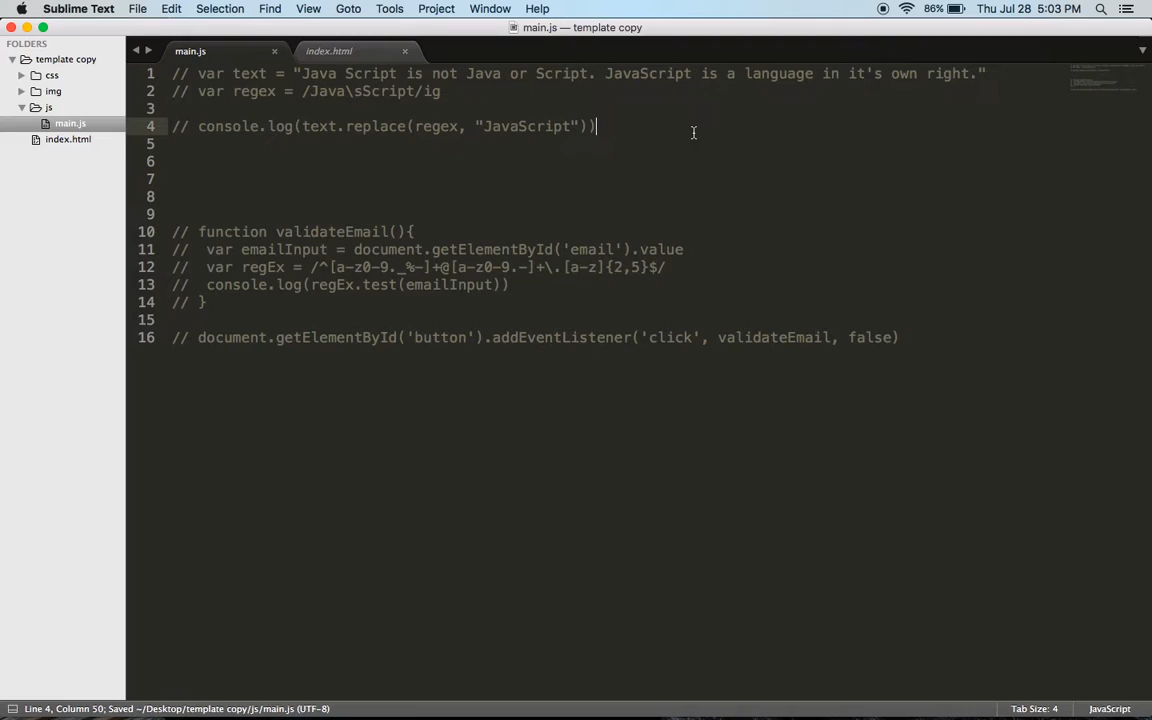 Sublime Text File Edit Selection Find View Goto Tools Project Window Help 86% Thu Jul 28 5:03 PM
main.js — template copy
FOLDERS
template copy
css
img
js
main.js
index.html
main.js index.html
1 // var text = "Java Script is not Java or Script. JavaScript is a language in it's own right."
2 // var regex = /Java\sScript/ig
3
4 // console.log(text.replace(regex, "JavaScript"))
5
6
7
8
9
10 // function validateEmail(){
11 //  var emailInput = document.getElementById('email').value
12 //  var regEx = /^[a-z0-9._%-]+@[a-z0-9.-]+\.[a-z]{2,5}$/
13 //  console.log(regEx.test(emailInput))
14 // }
15
16 // document.getElementById('button').addEventListener('click', validateEmail, false)
Line 4, Column 50; Saved ~/Desktop/template copy/js/main.js (UTF-8) Tab Size: 4 JavaScript